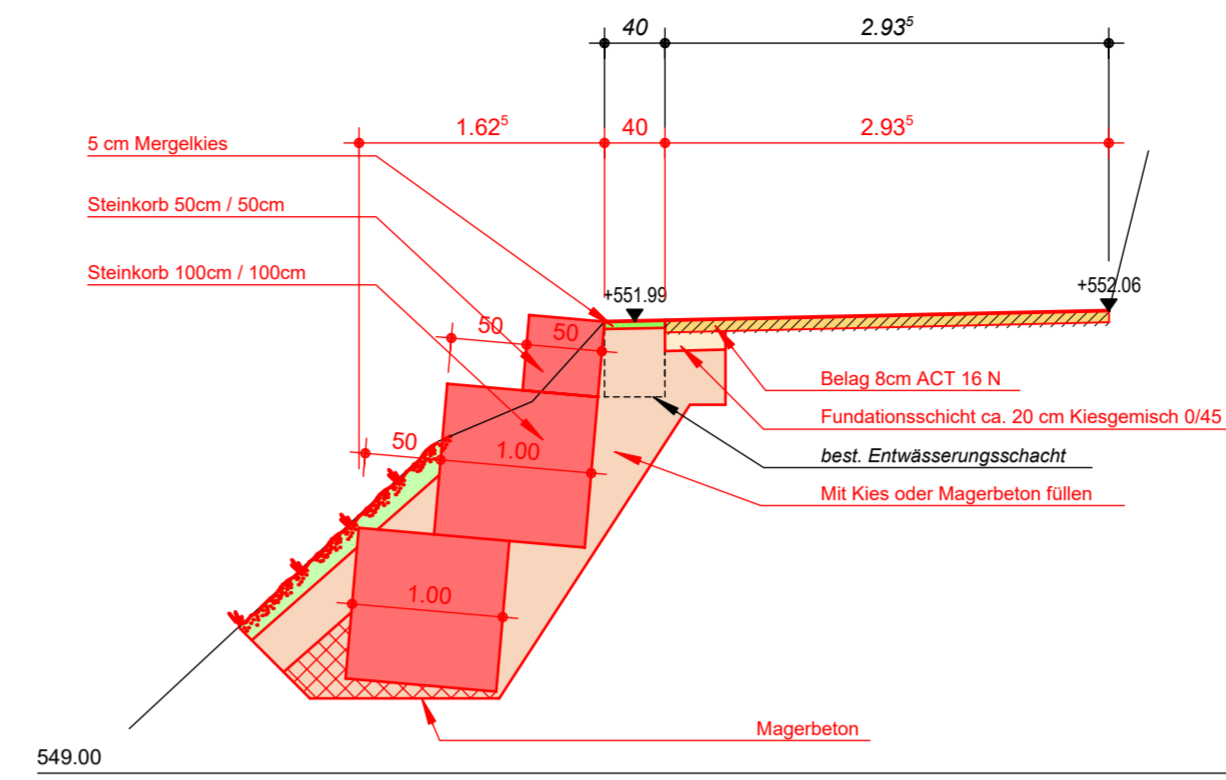 40 2.93⁵
1.62⁵ 40 2.93⁵
5 cm Mergelkies
Steinkorb 50cm / 50cm
Steinkorb 100cm / 100cm
+551.99
+552.06
50 50
Belag 8cm ACT 16 N
Fundationsschicht ca. 20 cm Kiesgemisch 0/45
50 1.00
best. Entwässerungsschacht
Mit Kies oder Magerbeton füllen
1.00
Magerbeton
549.00